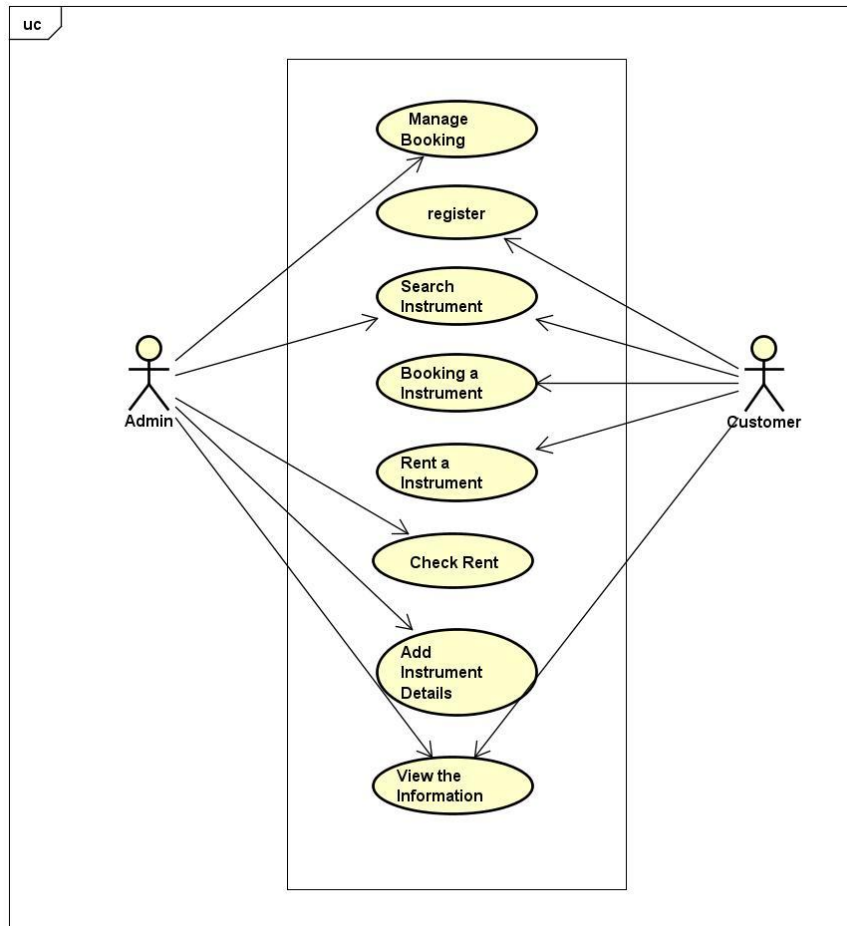 uc
Manage
Booking
register
Search
Instrument
Booking a
Instrument
Admin
Customer
Rent a
Instrument
Check Rent
Add
Instrument
Details
View the
Information